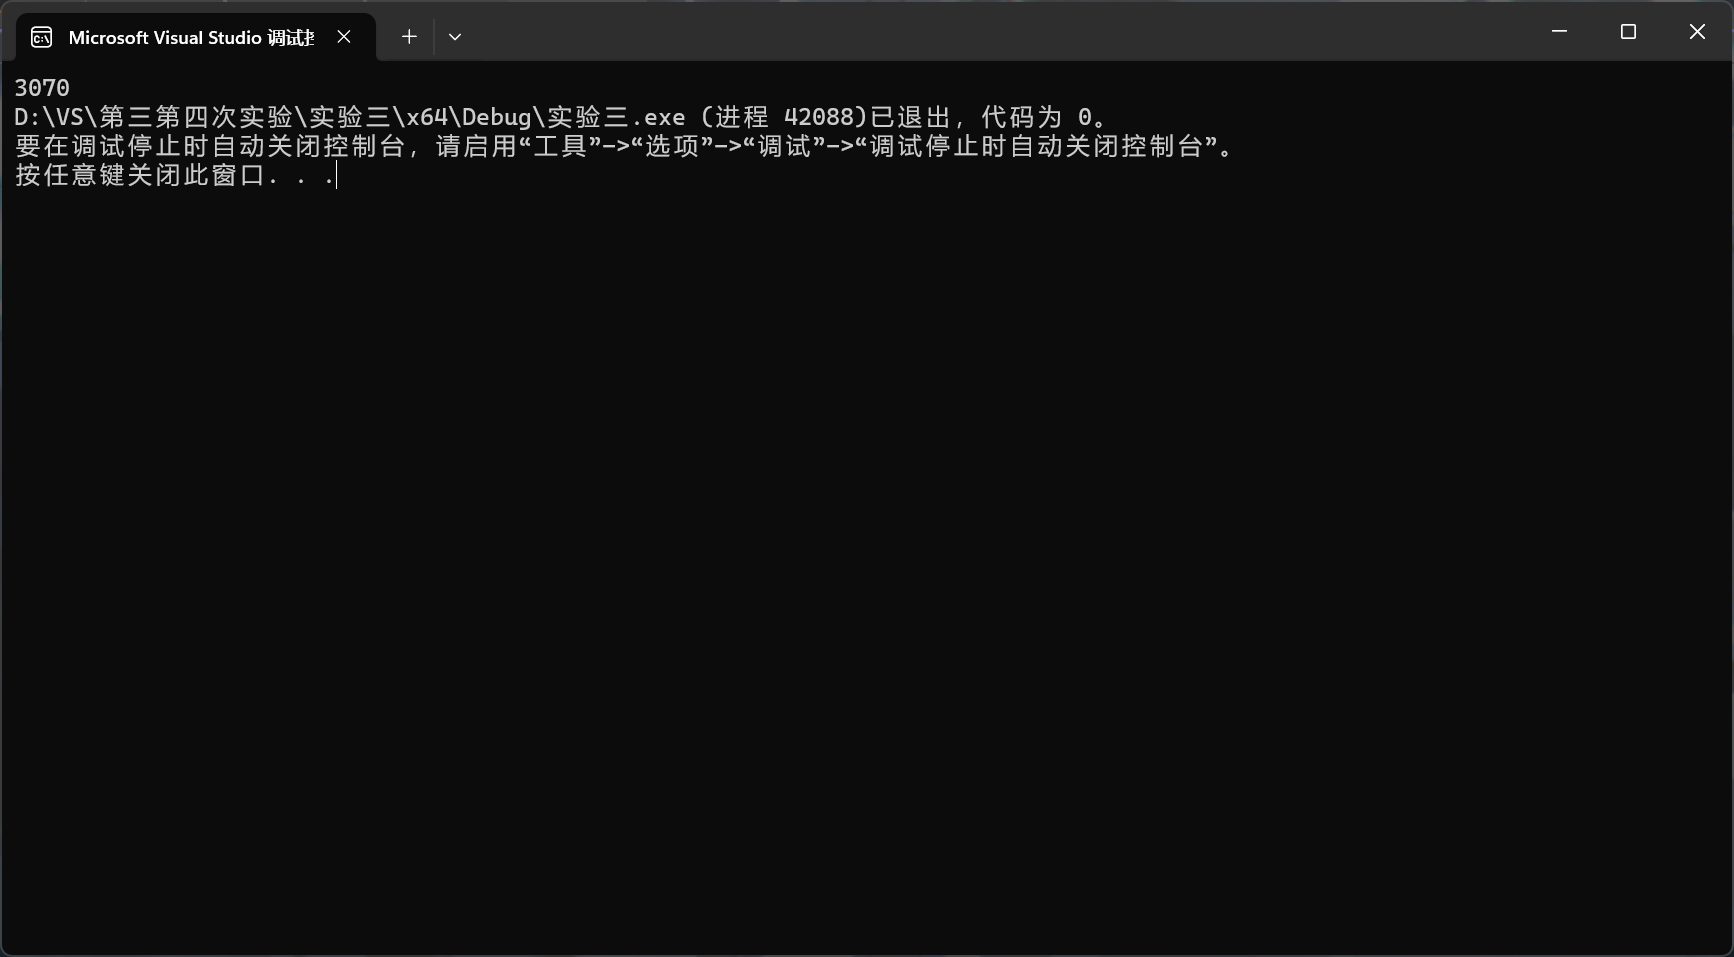 Microsoft Visual Studio 调试
3070
D:\VS\第三第四次实验\实验三\x64\Debug\实验三.exe (进程 42088)已退出，代码为 0。
要在调试停止时自动关闭控制台，请启用“工具”->“选项”->“调试”->“调试停止时自动关闭控制台”。
按任意键关闭此窗口. . .